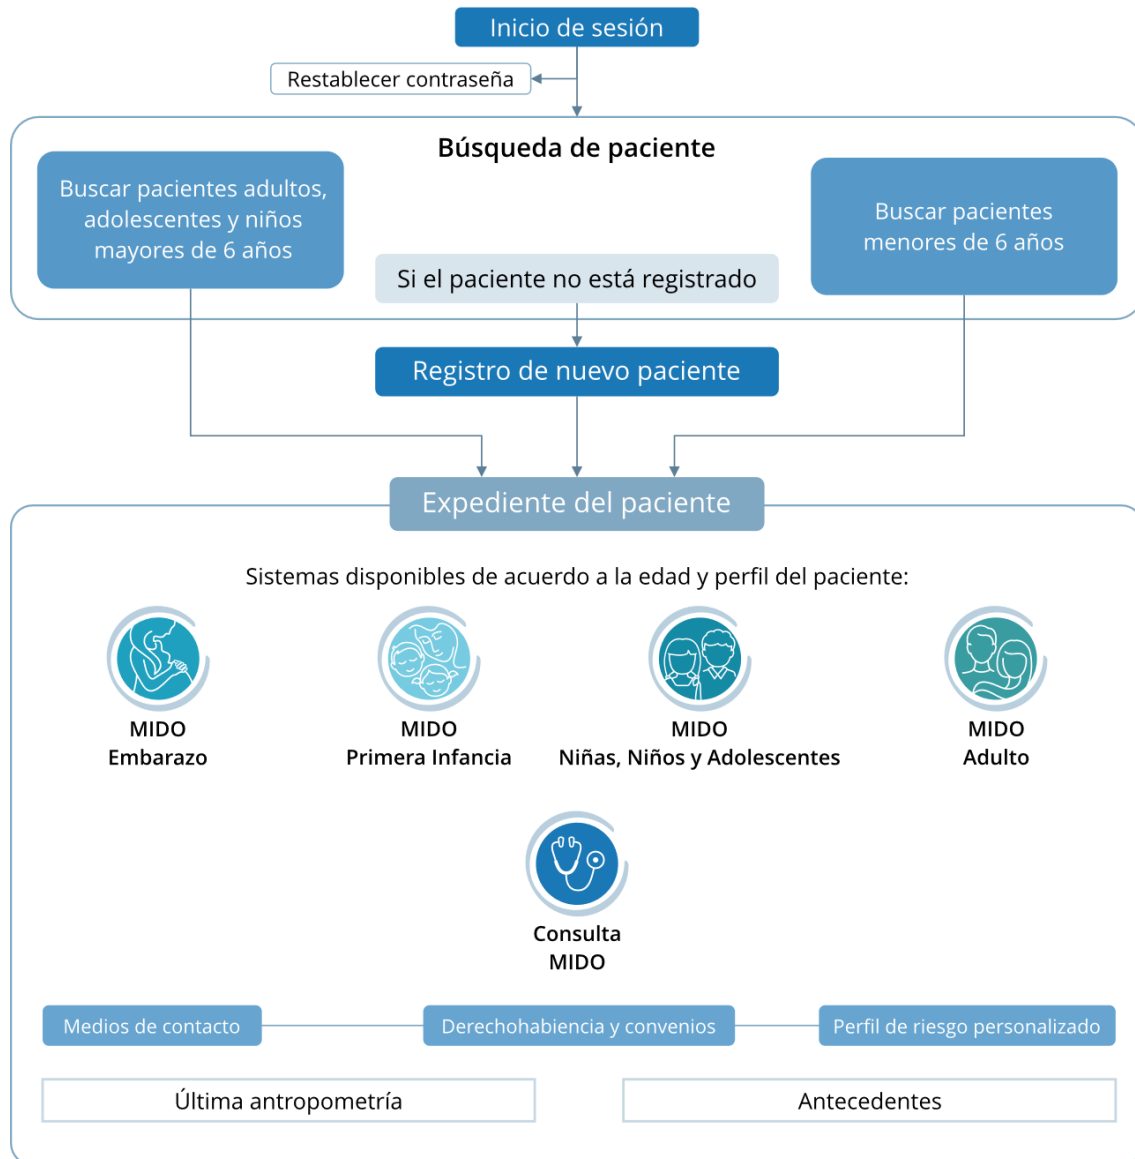 Inicio de sesión
Restablecer contraseña
Búsqueda de paciente
Buscar pacientes adultos,
adolescentes y niños
mayores de 6 años
Buscar pacientes
menores de 6 años
Si el paciente no está registrado
Registro de nuevo paciente
Expediente del paciente
Sistemas disponibles de acuerdo a la edad y perfil del paciente:
MIDO
Embarazo
MIDO
Primera Infancia
MIDO
Niñas, Niños y Adolescentes
MIDO
Adulto
Consulta
MIDO
Medios de contacto
Derechohabiencia y convenios
Perfil de riesgo personalizado
Última antropometría
Antecedentes